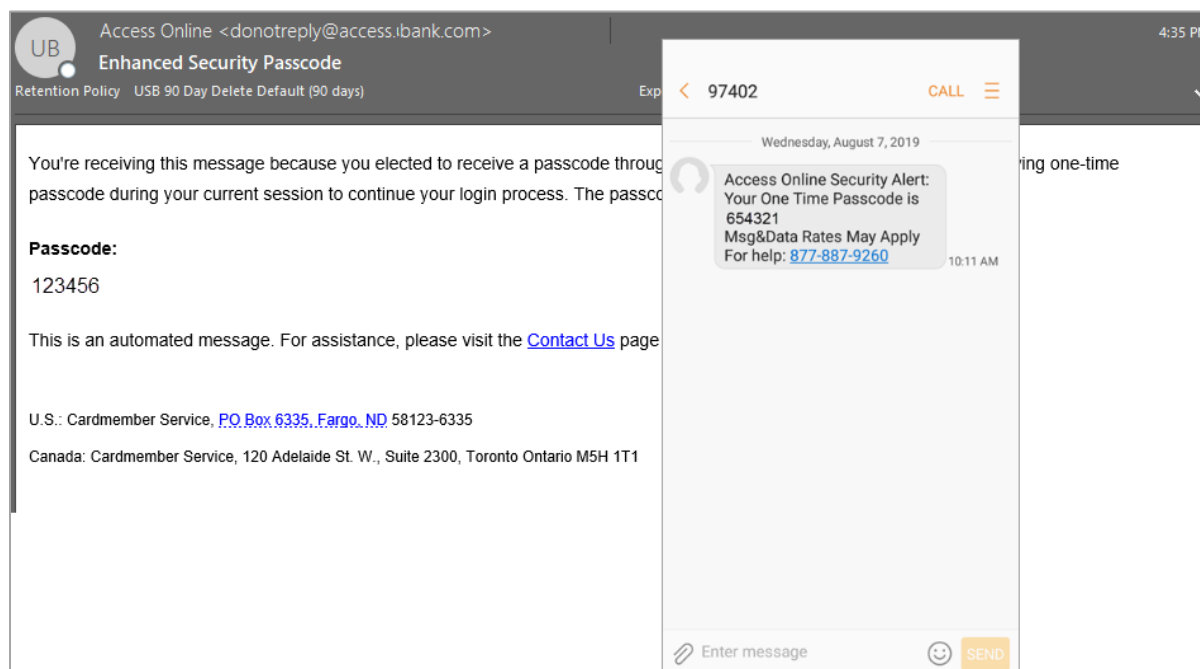 UB
Access Online <donotreply@access.ıbank.com>
4:35 PM
Enhanced Security Passcode
Retention Policy USB 90 Day Delete Default (90 days)
You're receiving this message because you elected to receive a passcode
one-time
passcode during your current session to continue your login process. The
Passcode:
123456
This is an automated message. For assistance, please visit the Contact Us page
U.S.: Cardmember Service, PO Box 6335, Fargo, ND 58123-6335
Canada: Cardmember Service, 120 Adelaide St. W., Suite 2300, Toronto Ontario M5H 1T1
97402
CALL
Wednesday, August 7, 2019
Access Online Security Alert:
Your One Time Passcode is
654321
Msg&Data Rates May Apply
For help: 877-887-9260
10:11 AM
Enter message
SEND